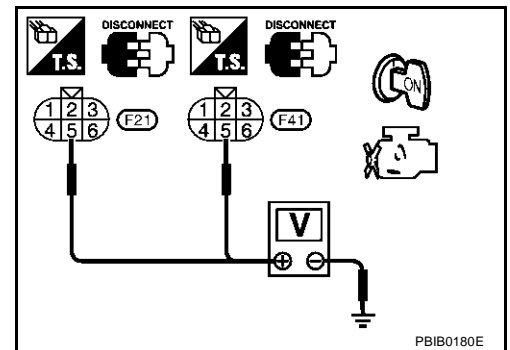 DISCONNECT
T.S.
DISCONNECT
T.S.
ON
1 2 3
4 5 6
F21
1 2 3
4 5 6
F41
V
+ -
PBIB0180E